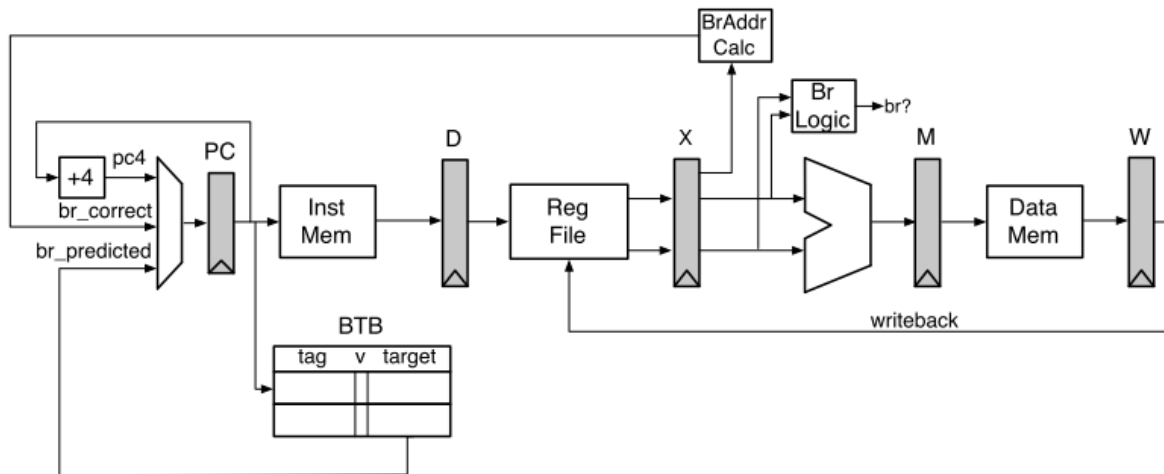 BrAddr
Calc
Br
Logic
br?
D
X
M
W
PC
pc4
+4
br_correct
br_predicted
Inst
Mem
Reg
File
Data
Mem
writeback
BTB
tag v target